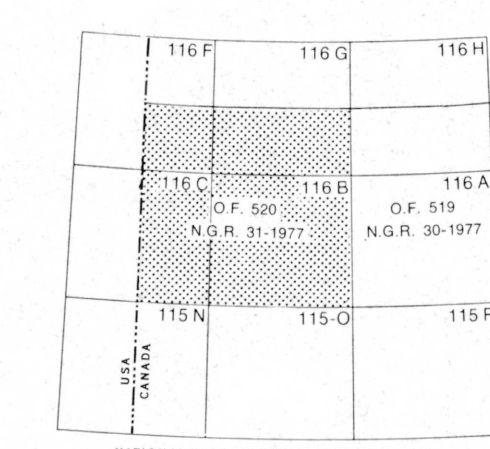 116 F 116 G 116 H
116 C 116 B 116 A
O.F. 520 O.F. 519
N.G.R. 31-1977 N.G.R. 30-1977
115 N 115-O 115 P
USA
CANADA